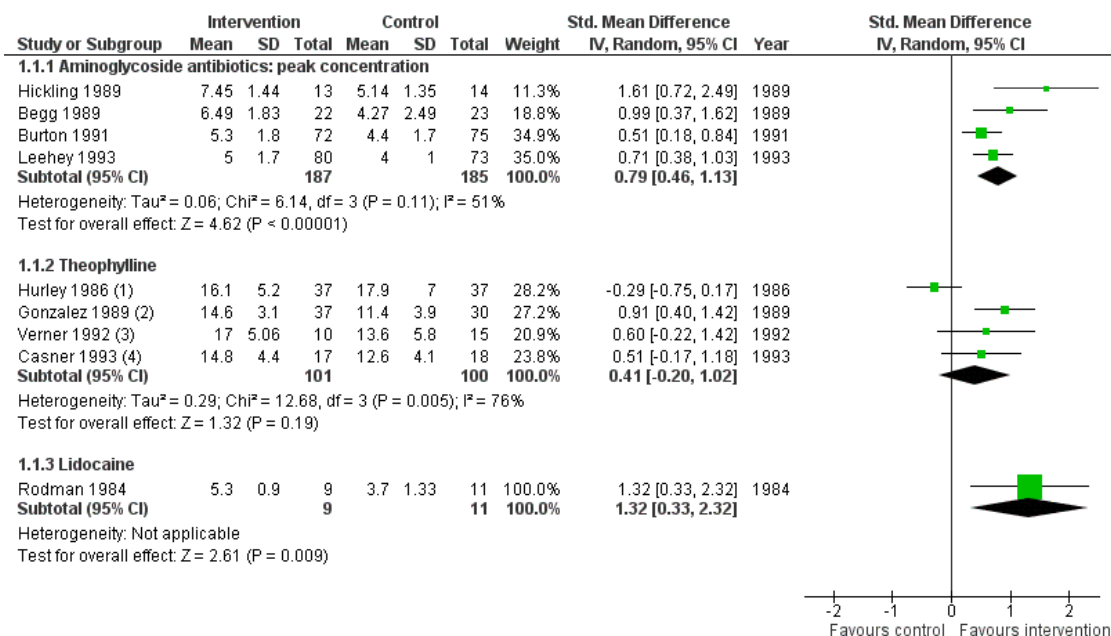 Intervention Control Std. Mean Difference Std. Mean Difference
Study or Subgroup Mean SD Total Mean SD Total Weight IV, Random, 95% CI Year IV, Random, 95% CI
1.1.1 Aminoglycoside antibiotics: peak concentration
Hickling 1989 7.45 1.44 13 5.14 1.35 14 11.3% 1.61 [0.72, 2.49] 1989
Begg 1989 6.49 1.83 22 4.27 2.49 23 18.8% 0.99 [0.37, 1.62] 1989
Burton 1991 5.3 1.8 72 4.4 1.7 75 34.9% 0.51 [0.18, 0.84] 1991
Leehey 1993 5 1.7 80 4 1 73 35.0% 0.71 [0.38, 1.03] 1993
Subtotal (95% CI) 187 185 100.0% 0.79 [0.46, 1.13]
Heterogeneity: Tau² = 0.06; Chi² = 6.14, df = 3 (P = 0.11); I² = 51%
Test for overall effect: Z = 4.62 (P < 0.00001)
1.1.2 Theophylline
Hurley 1986 (1) 16.1 5.2 37 17.9 7 37 28.2% -0.29 [-0.75, 0.17] 1986
Gonzalez 1989 (2) 14.6 3.1 37 11.4 3.9 30 27.2% 0.91 [0.40, 1.42] 1989
Verner 1992 (3) 17 5.06 10 13.6 5.8 15 20.9% 0.60 [-0.22, 1.42] 1992
Casner 1993 (4) 14.8 4.4 17 12.6 4.1 18 23.8% 0.51 [-0.17, 1.18] 1993
Subtotal (95% CI) 101 100 100.0% 0.41 [-0.20, 1.02]
Heterogeneity: Tau² = 0.29; Chi² = 12.68, df = 3 (P = 0.005); I² = 76%
Test for overall effect: Z = 1.32 (P = 0.19)
1.1.3 Lidocaine
Rodman 1984 5.3 0.9 9 3.7 1.33 11 100.0% 1.32 [0.33, 2.32] 1984
Subtotal (95% CI) 9 11 100.0% 1.32 [0.33, 2.32]
Heterogeneity: Not applicable
Test for overall effect: Z = 2.61 (P = 0.009)
-2 -1 0 1 2
Favours control Favours intervention